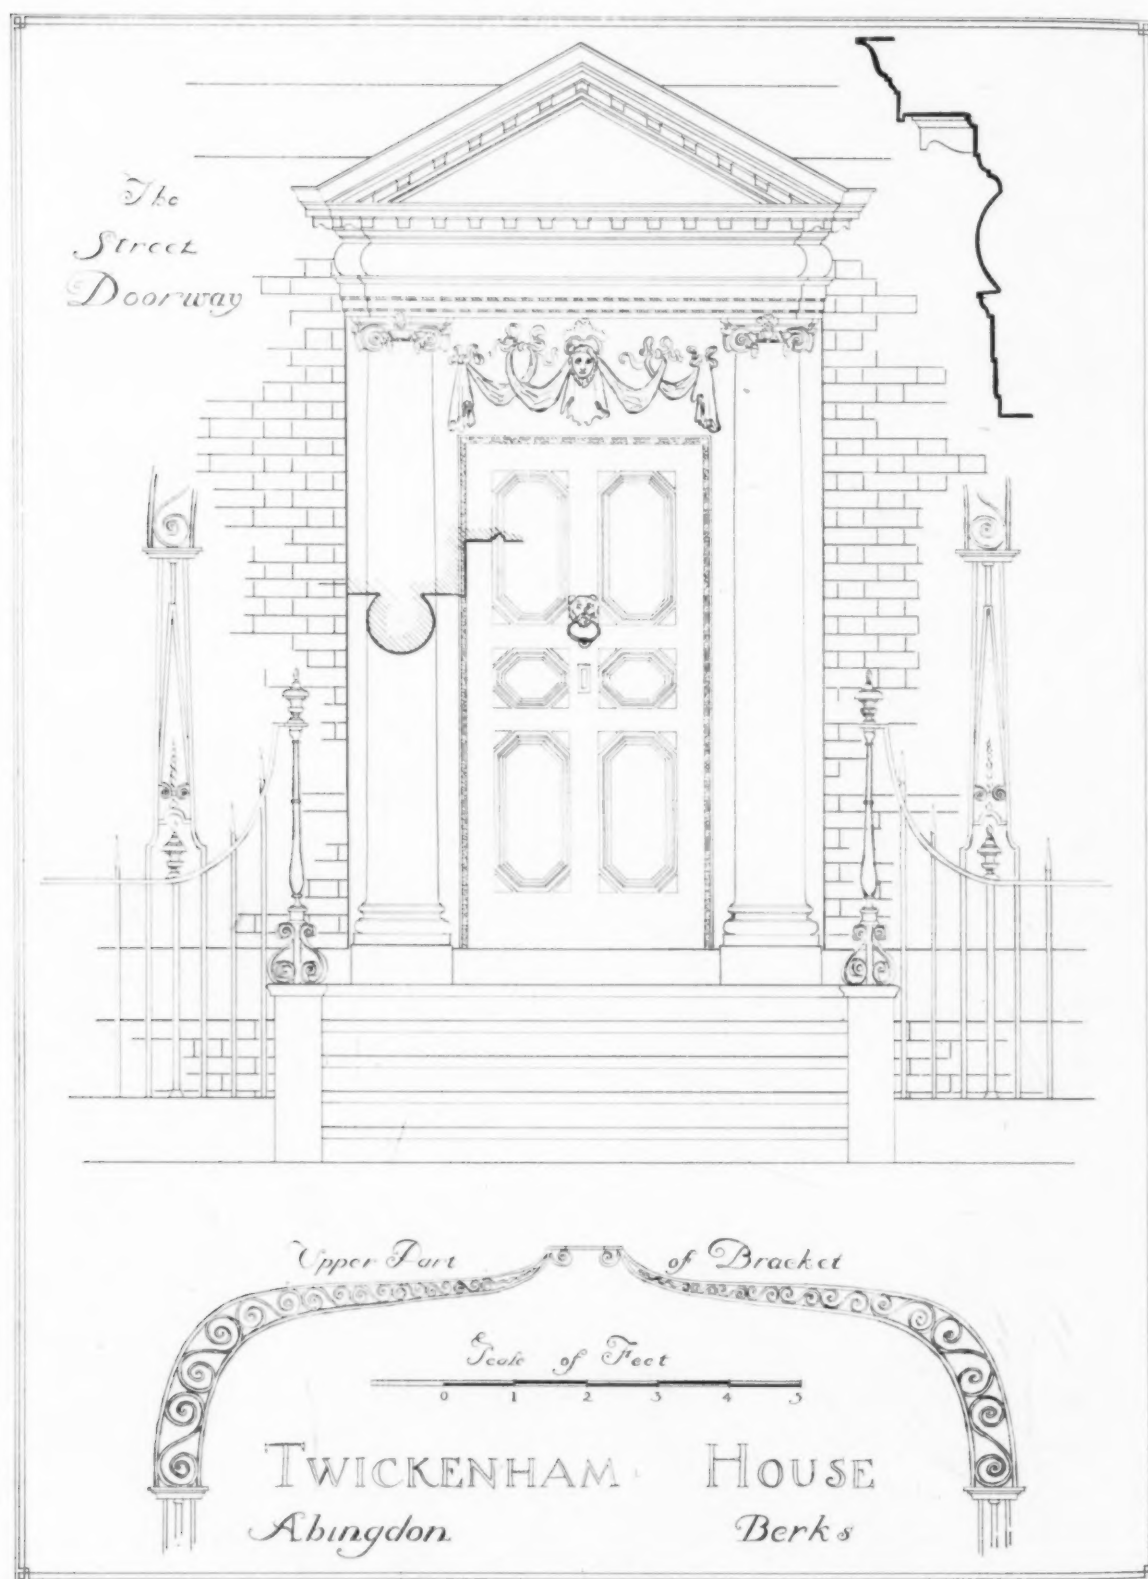 The
Street
Doorway
Upper Part of Bracket
Scale of Feet
0 1 2 3 4 5
TWICKENHAM HOUSE
Abingdon Berks